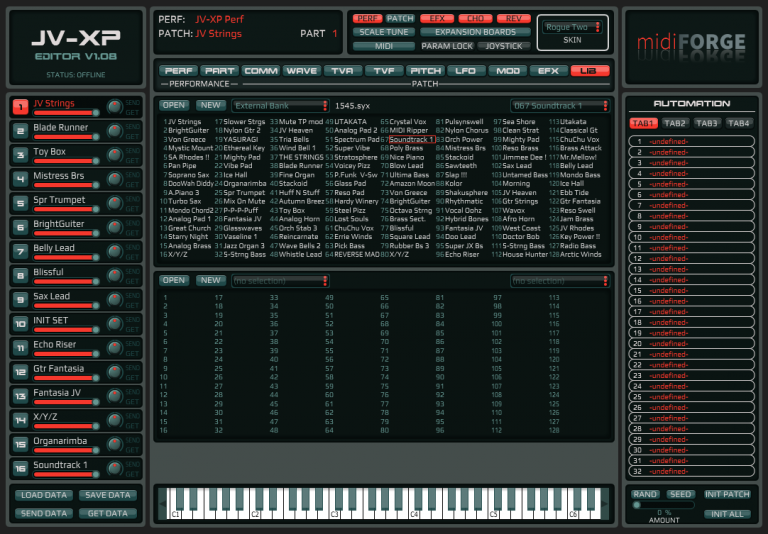 JV-XP
EDITOR V1.08
STATUS: OFFLINE
PERF: JV-XP Perf
PATCH: JV Strings PART 1
PERF PATCH EFX CHO REV
SCALE TUNE EXPANSION BOARDS
MIDI PARAM LOCK JOYSTICK
Rogue Two
SKIN
midiFORGE
PERF PART COMM WAVE TVA TVF PITCH LFO MOD EFX LIB
PERFORMANCE PATCH
1 JV Strings SEND GET
2 Blade Runner SEND GET
3 Toy Box SEND GET
4 Mistress Brs SEND GET
5 Spr Trumpet SEND GET
6 BrightGuiter SEND GET
7 Belly Lead SEND GET
8 Blissful SEND GET
9 Sax Lead SEND GET
10 INIT SET SEND GET
11 Echo Riser SEND GET
12 Gtr Fantasia SEND GET
13 Fantasia JV SEND GET
14 X/Y/Z SEND GET
15 Organarimba SEND GET
16 Soundtrack 1 SEND GET
LOAD DATA SAVE DATA
SEND DATA GET DATA
OPEN NEW External Bank 1545.syx 067 Soundtrack 1
1 JV Strings 17 Slower Strgs 33 Mute TP mod 49 UTAKATA 65 Crystal Vox 81 Pulsynswell 97 Sea Shore 113 Utakata
2 BrightGuiter 18 Nylon Gtr 2 34 JV Heaven 50 Analog Pad 2 66 MIDI Ripper 82 Nylon Chorus 98 Clean Strat 114 Classical Gt
3 Von Greece 19 YASURAGI 35 Tria Bells 51 Spectrum Pad 67 Soundtrack 1 83 Orch Power 99 Mighty Pad 115 ChuChu Vox
4 Mystic Mount 20 Ethereal Key 36 Wind Bell 1 52 Super Vibe 68 Poly Brass 84 Mistress Brs 100 Reso Brass 116 Brass Attack
5 SA Rhodes !! 21 Mighty Pad 37 THE STRINGS 53 Stratosphere 69 Nice Piano 85 Stackoid 101 Jimmee Dee ! 117 Mr.Mellow!
6 Pan Pipe 22 Vibe Pad 38 Blade Runner 54 Voicey Pizz 70 Blow Lead 86 Sawteeth 102 Sax Lead 118 Belly Lead
7 Soprano Sax 23 Ice Hall 39 Fine Organ 55 P.Funk V-Sw 71 Ultima Bass 87 Slap !!! 103 Untamed Bass 119 Mondo Bass
8 DooWah Diddy 24 Organarimba 40 Stackoid 56 Glass Pad 72 Amazon Moon 88 Kolor 104 Morning 120 Ice Hall
9 A.Piano 3 25 Spr Trumpet 41 Huff N Stuff 57 Panpipes 73 Von Greece 89 Shakusphere 105 JV Heaven 121 Ebb Tide
10 Turbo Sax 26 Mix On Mute 42 Autumn Breez 58 Hardy Winery 74 BrightGuiter 90 Rhythmatic 106 Gtr Siccane 122 Gtr Fantasia
11 Mondo Chord 27 P-P-P-Puff 43 Toy Box 59 Steel Pizz 75 Octava Strng 91 Vocal Oohz 107 Wavox 123 Reso Swell
12 Analog Pad 1 28 Fantasia JV 44 Analog Horn 60 Lost Souls 76 Brass Sect. 92 Hybrid Bones 108 Afro Horn 124 Jam Brass
13 Great Church 29 Glasswaves 45 Orch Stab 3 61 ChuChu Vox 77 Blissful 93 Fantasia JV 109 West Coast 125 JV Rhodes
14 Starry Night 30 Vaseline 1 46 Reincarnate 62 Errie Winds 78 Square Lead 94 Doo Lead 110 Doctor Bob 126 Key Power !!
15 Analog Brass 31 Jazz Organ 3 47 Wave Bells 2 63 Pick Bass 79 Rubber Bs 3 95 Super JX Bs 111 S-Strng Bass 127 Radio Bass
16 X/Y/Z 32 S-Strng Bass 48 Whistle Lead 64 REVERSE MAD 80 X/Y/Z 96 Echo Riser 112 House Hunter 128 Arctic Winds
OPEN NEW (no selection) (no selection)
1 17 33 49 65 81 97 113
2 18 34 50 66 82 98 114
3 19 35 51 67 83 99 115
4 20 36 52 68 84 100 116
5 21 37 53 69 85 101 117
6 22 38 54 70 86 102 118
7 23 39 55 71 87 103 119
8 24 40 56 72 88 104 120
9 25 41 57 73 89 105 121
10 26 42 58 74 90 106 122
11 27 43 59 75 91 107 123
12 28 44 60 76 92 108 124
13 29 45 61 77 93 109 125
14 30 46 62 78 94 110 126
15 31 47 63 79 95 111 127
16 32 48 64 80 96 112 128
C1 C2 C3 C4 C5 C6
AUTOMATION
TAB1 TAB2 TAB3 TAB4
1 -undefined-
2 -undefined-
3 -undefined-
4 -undefined-
5 -undefined-
6 -undefined-
7 -undefined-
8 -undefined-
9 -undefined-
10 -undefined-
11 -undefined-
12 -undefined-
13 -undefined-
14 -undefined-
15 -undefined-
16 -undefined-
17 -undefined-
18 -undefined-
19 -undefined-
20 -undefined-
21 -undefined-
22 -undefined-
23 -undefined-
24 -undefined-
25 -undefined-
26 -undefined-
27 -undefined-
28 -undefined-
29 -undefined-
30 -undefined-
31 -undefined-
32 -undefined-
RAND SEED INIT PATCH
0 %
AMOUNT INIT ALL